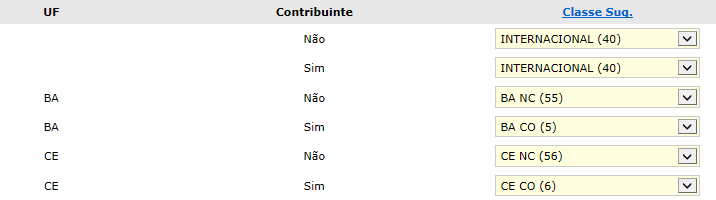 UF Contribuinte Classe Sug.
Não INTERNACIONAL (40)
Sim INTERNACIONAL (40)
BA Não BA NC (55)
BA Sim BA CO (5)
CE Não CE NC (56)
CE Sim CE CO (6)